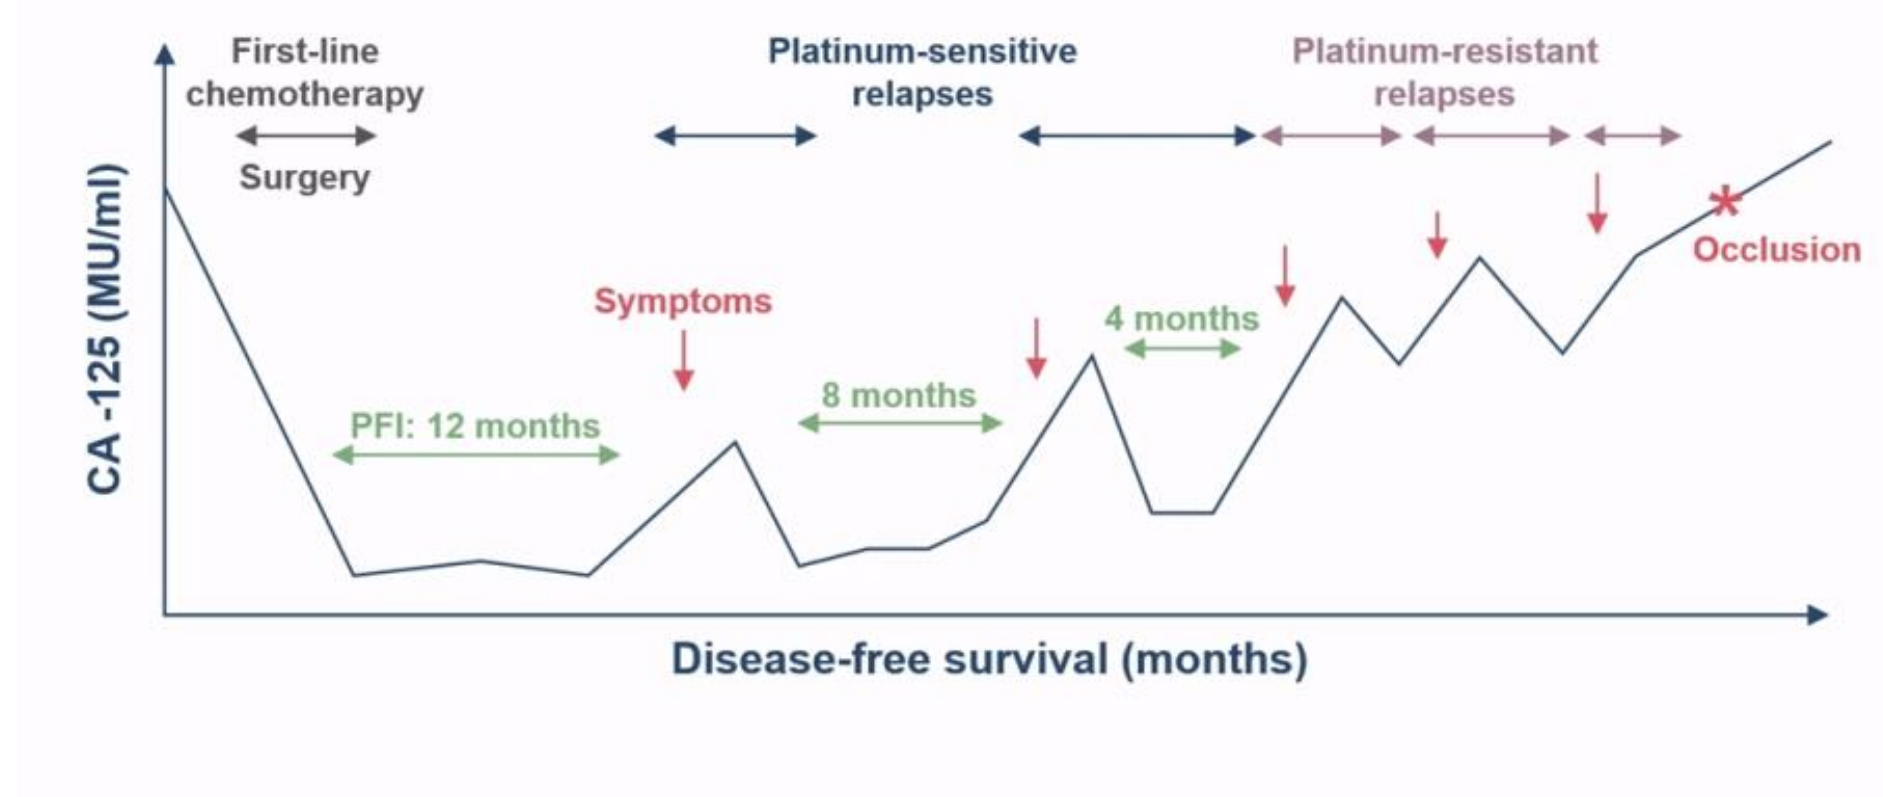 First-line
chemotherapy
Surgery
Platinum-sensitive
relapses
Platinum-resistant
relapses
CA -125 (MU/ml)
Symptoms
PFI: 12 months
8 months
4 months
*
Occlusion
Disease-free survival (months)